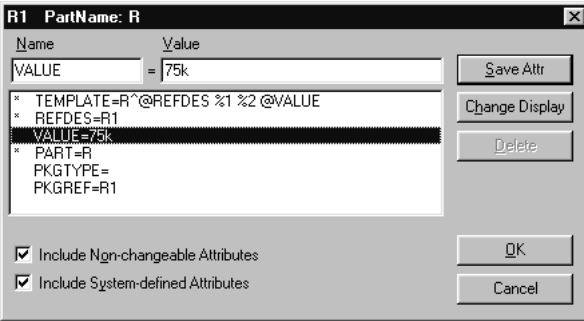 R1 PartName: R
Name Value
VALUE = 75k
Save Attr
* TEMPLATE=R^@REFDES %1 %2 @VALUE
* REFDES=R1
VALUE=75k
* PART=R
PKGTYPE=
PKGREF=R1
Change Display
Delete
Include Non-changeable Attributes
Include System-defined Attributes
OK
Cancel